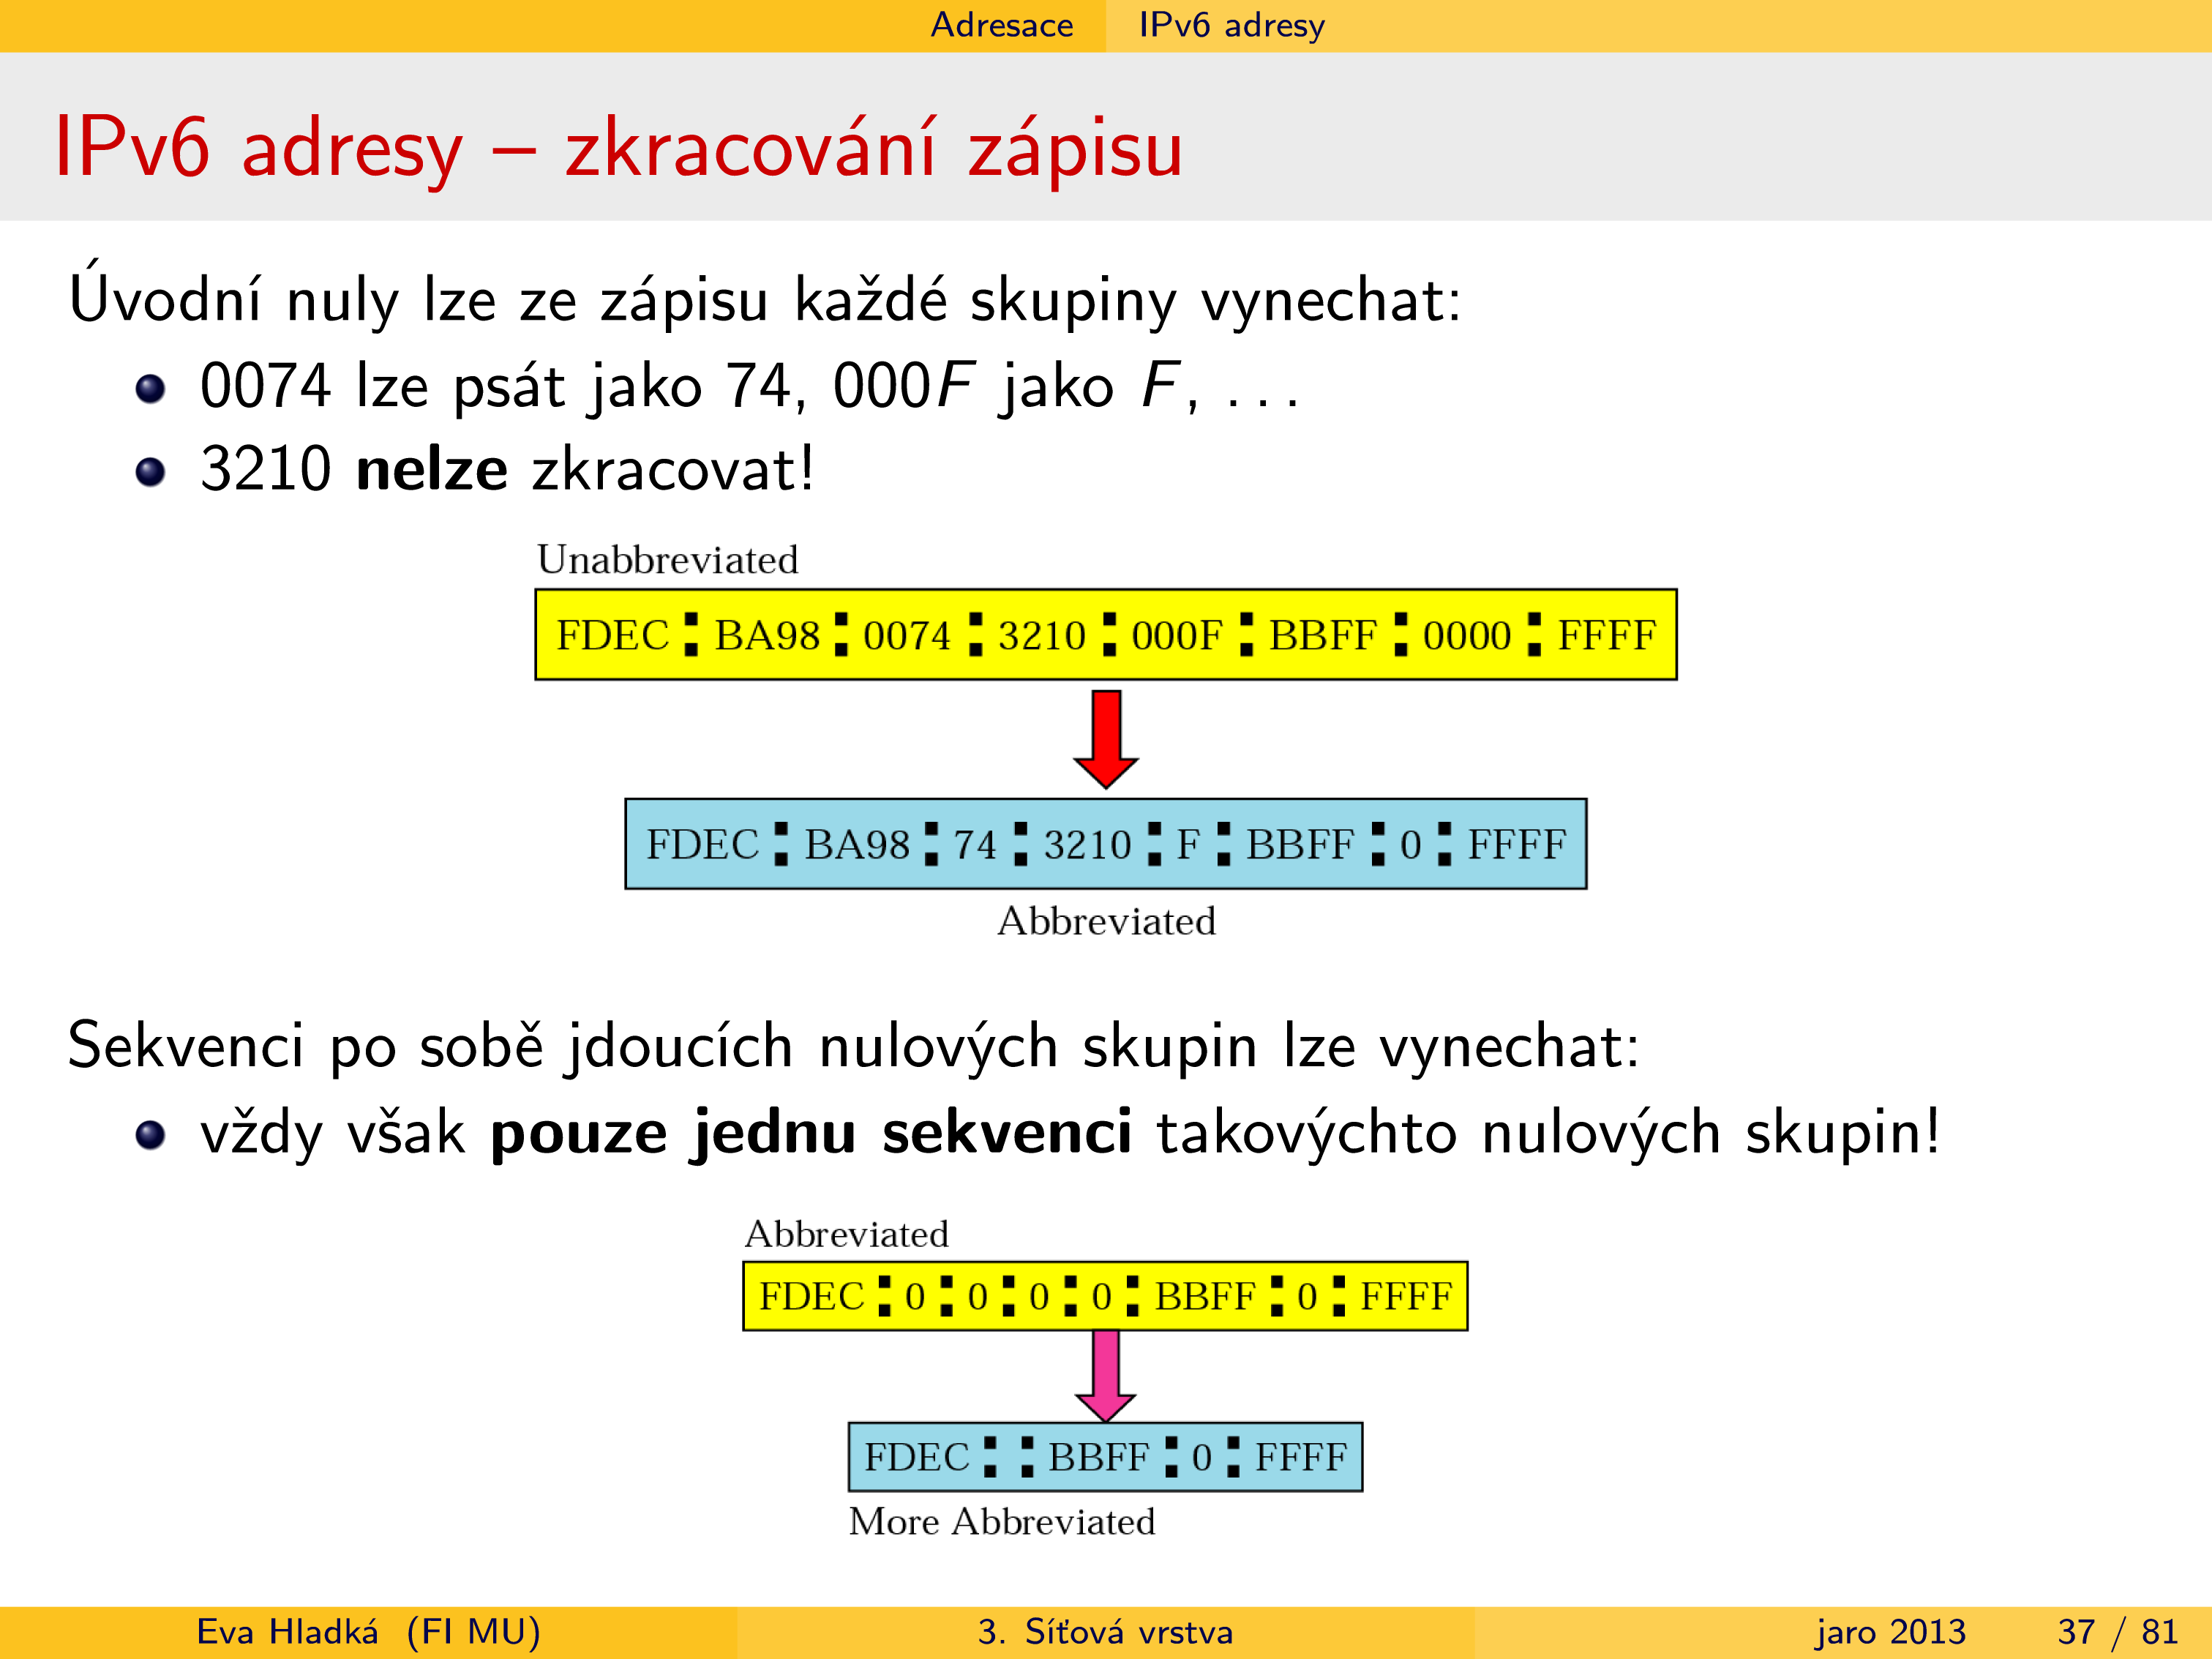 Adresace IPv6 adresy
IPv6 adresy – zkracování zápisu
Úvodní nuly lze ze zápisu každé skupiny vynechat:
0074 lze psát jako 74, 000F jako F, . . .
3210 nelze zkracovat!
Unabbreviated
FDEC : BA98 : 0074 : 3210 : 000F : BBFF : 0000 : FFFF
FDEC : BA98 : 74 : 3210 : F : BBFF : 0 : FFFF
Abbreviated
Sekvenci po sobě jdoucích nulových skupin lze vynechat:
vždy však pouze jednu sekvenci takovýchto nulových skupin!
Abbreviated
FDEC : 0 : 0 : 0 : 0 : BBFF : 0 : FFFF
FDEC : : BBFF : 0 : FFFF
More Abbreviated
Eva Hladká (FI MU) 3. Síťová vrstva jaro 2013 37 / 81